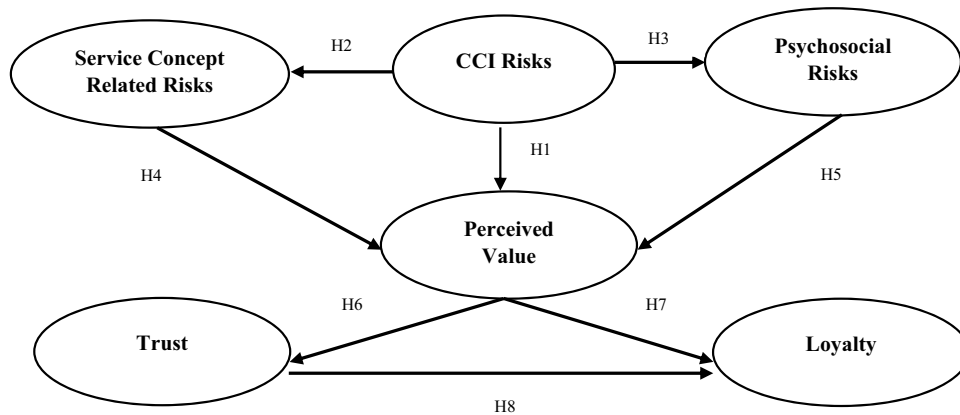 H2
H3
Service Concept
Related Risks
CCI Risks
Psychosocial
Risks
H1
H4
H5
Perceived
Value
H6
H7
Trust
Loyalty
H8